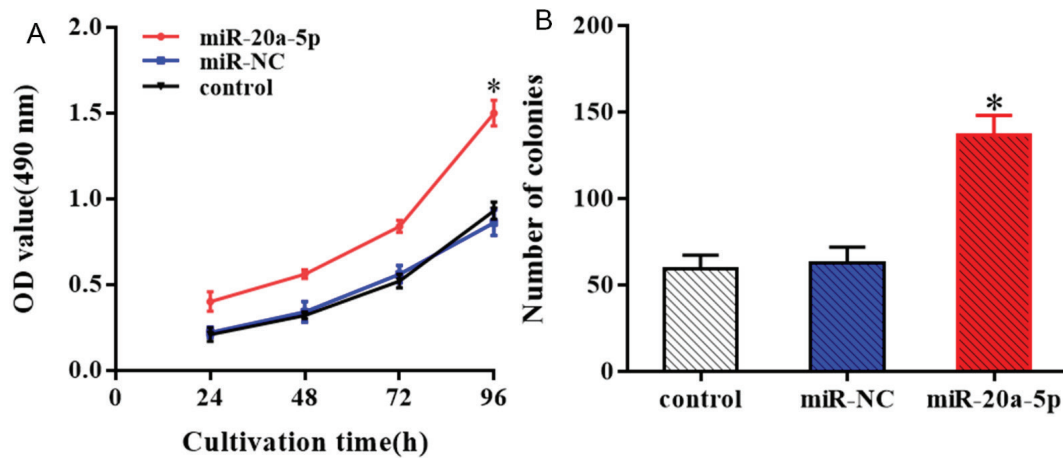 A
miR-20a-5p
miR-NC
control
*
OD value(490 nm)
2.0
1.5
1.0
0.5
0.0
0 24 48 72 96
Cultivation time(h)
B
*
Number of colonies
200
150
100
50
0
control miR-NC miR-20a-5p